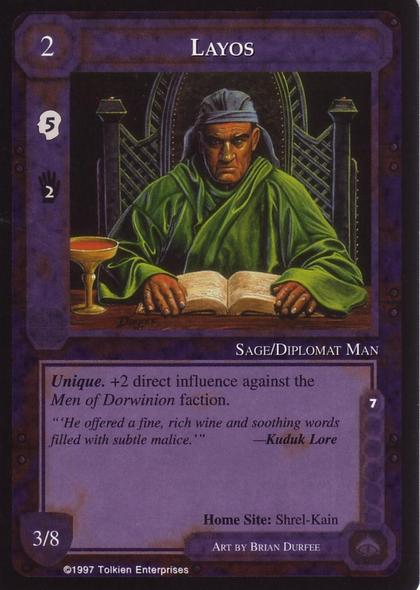 2
LAYOS
5
2
Durfee
SAGE/DIPLOMAT MAN
Unique. +2 direct influence against the
Men of Dorwinion faction.
7
"'He offered a fine, rich wine and soothing words
filled with subtle malice.'" —Kuduk Lore
Home Site: Shrel-Kain
3/8
ART BY BRIAN DURFEE
©1997 Tolkien Enterprises